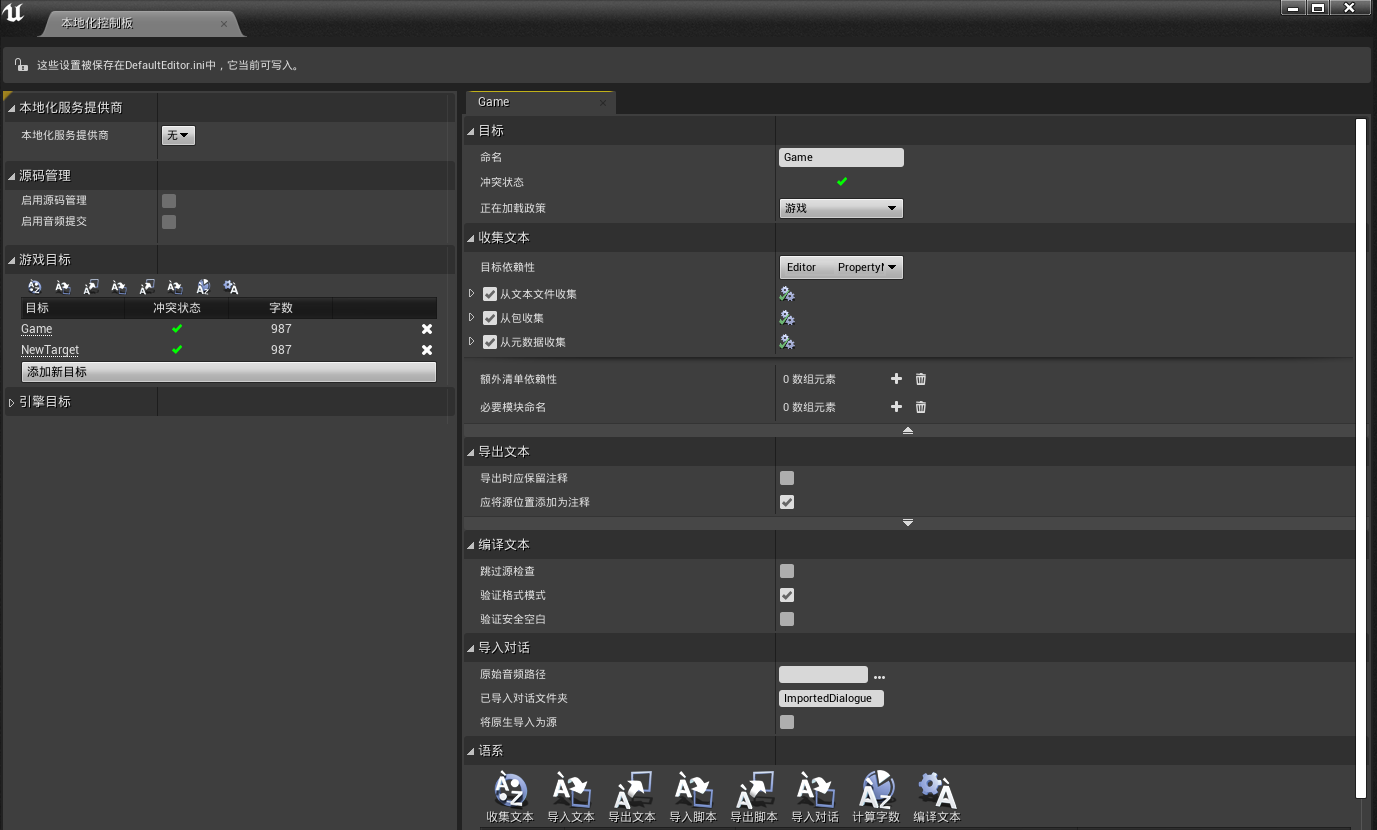 本地化控制板
这些设置被保存在DefaultEditor.ini中，它当前可写入。
本地化服务提供商
本地化服务提供商
无
源码管理
启用源码管理
启用音频提交
游戏目标
目标 冲突状态 字数
Game 987
NewTarget 987
添加新目标
引擎目标
Game
目标
命名 Game
冲突状态
正在加载政策 游戏
收集文本
目标依赖性 Editor
从文本文件收集
从包收集
从元数据收集
额外清单依赖性 0 数组元素
必要模块命名 0 数组元素
导出文本
导出时应保留注释
应将源位置添加为注释
编译文本
跳过源检查
验证格式模式
验证安全空白
导入对话
原始音频路径 ...
已导入对话文件夹 ImportedDialogue
将原生导入为源
语系
收集文本 导入文本 导出文本 导入脚本 导出脚本 导入对话 计算字数 编译文本